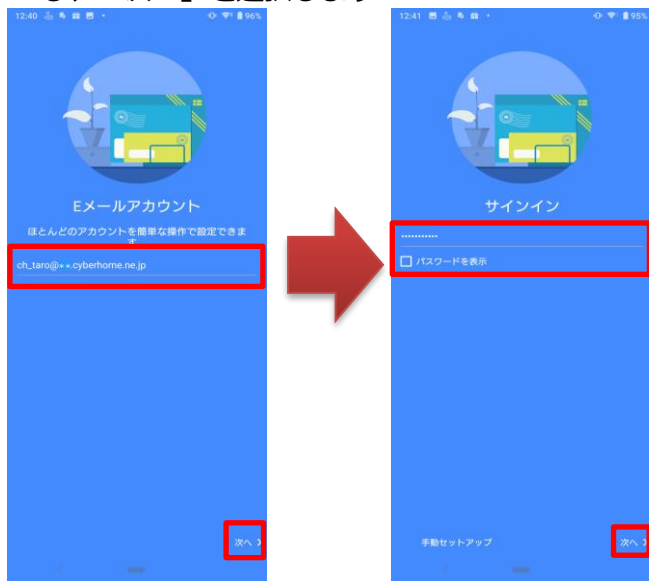 12:40
96%
Eメールアカウント
ほとんどのアカウントを簡単な操作で設定できま
す
ch_taro@**.cyberhome.ne.jp
次へ
12:41
95%
サインイン
•••••••••••
パスワードを表示
手動セットアップ
次へ